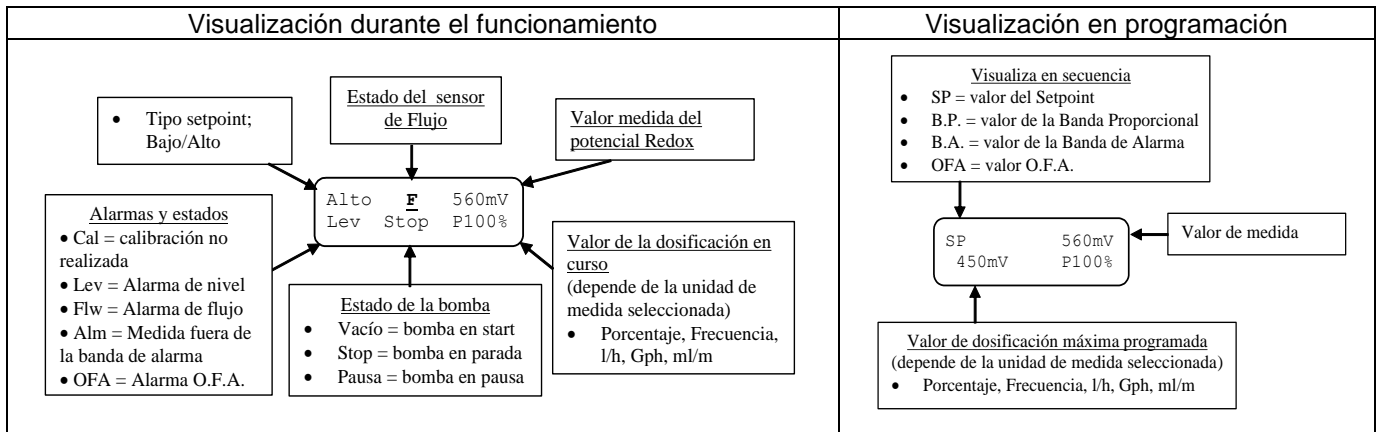 Visualización durante el funcionamiento
Visualización en programación
Tipo setpoint;
Bajo/Alto
Estado del sensor
de Flujo
Valor medida del
potencial Redox
Alto F 560mV
Lev Stop P100%
Alarmas y estados
• Cal = calibración no
realizada
• Lev = Alarma de nivel
• Flw = Alarma de flujo
• Alm = Medida fuera de
la banda de alarma
• OFA = Alarma O.F.A.
Estado de la bomba
• Vacío = bomba en start
• Stop = bomba en parada
• Pausa = bomba en pausa
Valor de la dosificación en
curso
(depende de la unidad de
medida seleccionada)
• Porcentaje, Frecuencia,
l/h, Gph, ml/m
Visualiza en secuencia
• SP = valor del Setpoint
• B.P. = valor de la Banda Proporcional
• B.A. = valor de la Banda de Alarma
• OFA = valor O.F.A.
SP 560mV
450mV P100%
Valor de medida
Valor de dosificación máxima programada
(depende de la unidad de medida seleccionada)
• Porcentaje, Frecuencia, l/h, Gph, ml/m